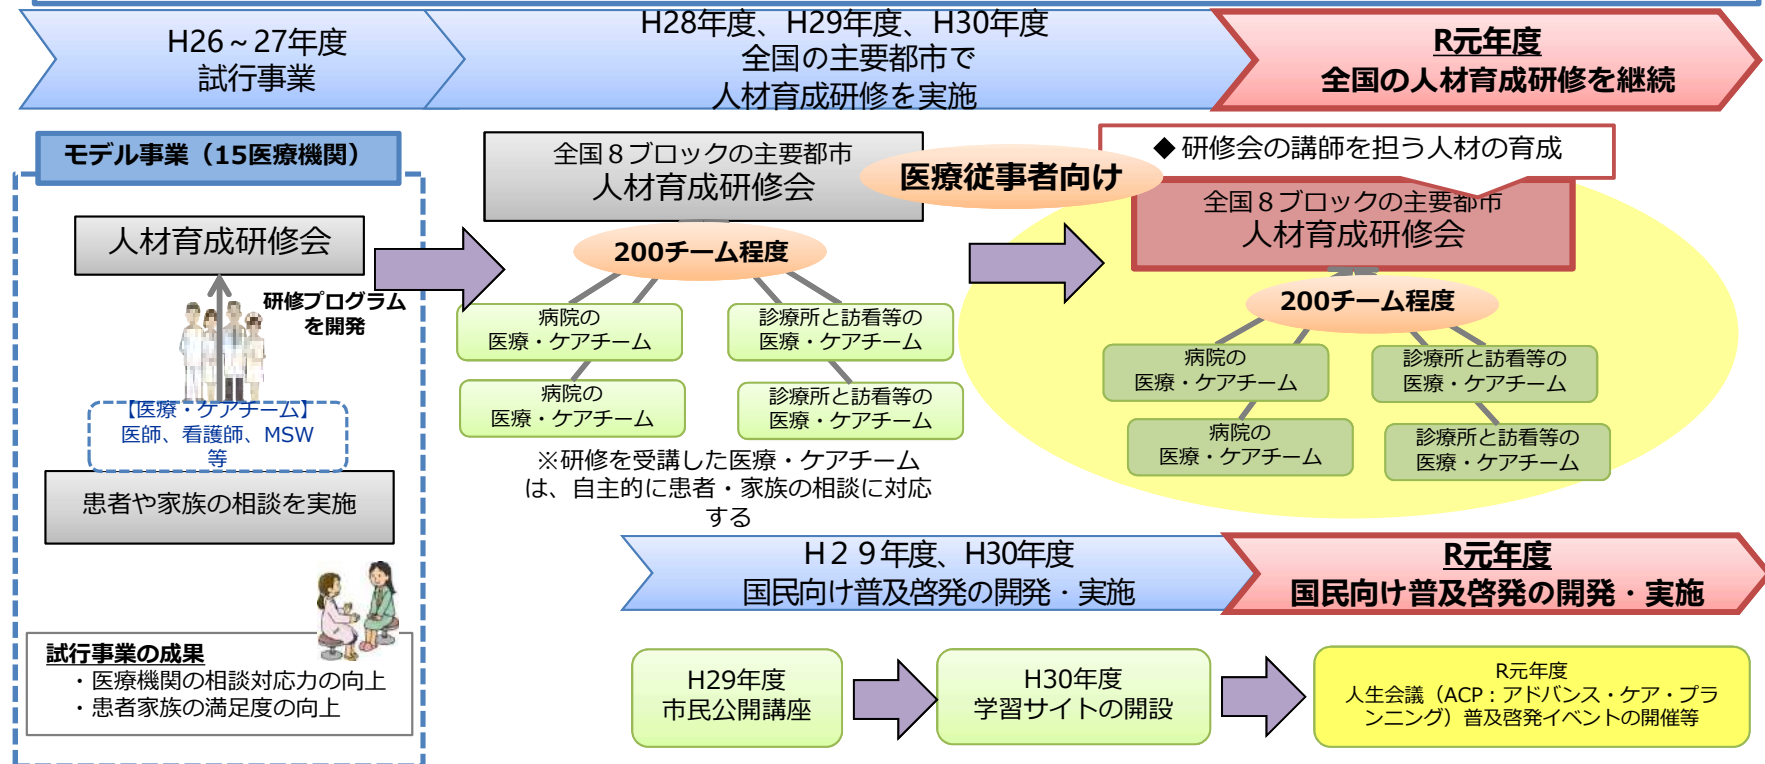 H26～27年度
試行事業
H28年度、H29年度、H30年度
全国の主要都市で
人材育成研修を実施
R元年度
全国の人材育成研修を継続
モデル事業（15医療機関）
人材育成研修会
研修プログラム
を開発
【医療・ケアチーム】
医師、看護師、MSW
等
患者や家族の相談を実施
試行事業の成果
・医療機関の相談対応力の向上
・患者家族の満足度の向上
全国８ブロックの主要都市
人材育成研修会
医療従事者向け
200チーム程度
病院の
医療・ケアチーム
診療所と訪看等の
医療・ケアチーム
病院の
医療・ケアチーム
診療所と訪看等の
医療・ケアチーム
※研修を受講した医療・ケアチーム
は、自主的に患者・家族の相談に対応
する
◆ 研修会の講師を担う人材の育成
全国８ブロックの主要都市
人材育成研修会
200チーム程度
病院の
医療・ケアチーム
診療所と訪看等の
医療・ケアチーム
病院の
医療・ケアチーム
診療所と訪看等の
医療・ケアチーム
H２９年度、H30年度
国民向け普及啓発の開発・実施
R元年度
国民向け普及啓発の開発・実施
H29年度
市民公開講座
H30年度
学習サイトの開設
R元年度
人生会議（ACP：アドバンス・ケア・プラ
ンニング）普及啓発イベントの開催等